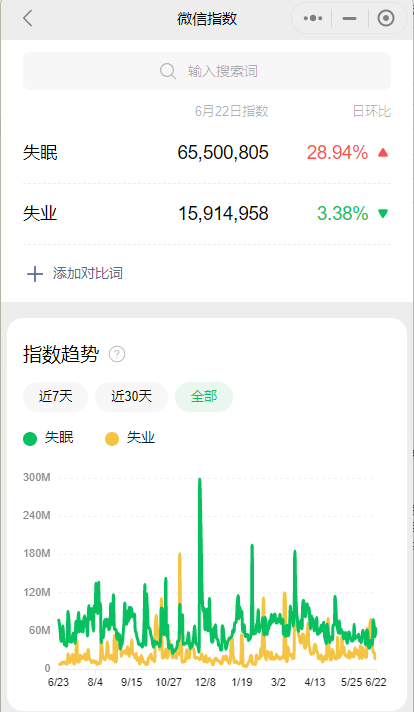 微信指数
输入搜索词
6月22日指数 日环比
失眠 65,500,805 28.94%
失业 15,914,958 3.38%
添加对比词
指数趋势 ?
近7天 近30天 全部
失眠 失业
300M
240M
180M
120M
60M
0
6/23 8/4 9/15 10/27 12/8 1/19 3/2 4/13 5/25 6/22